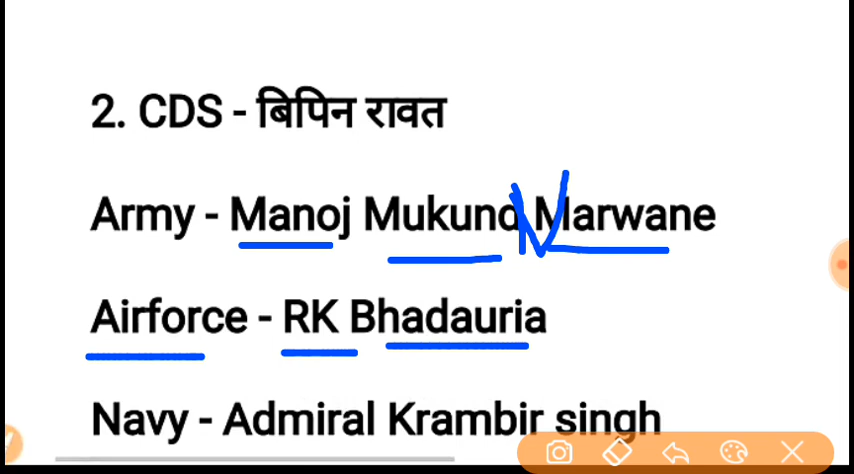 2. CDS - बिपिन रावत
Army - Manoj Mukund Marwane
Airforce - RK Bhadauria
Navy - Admiral Krambir singh